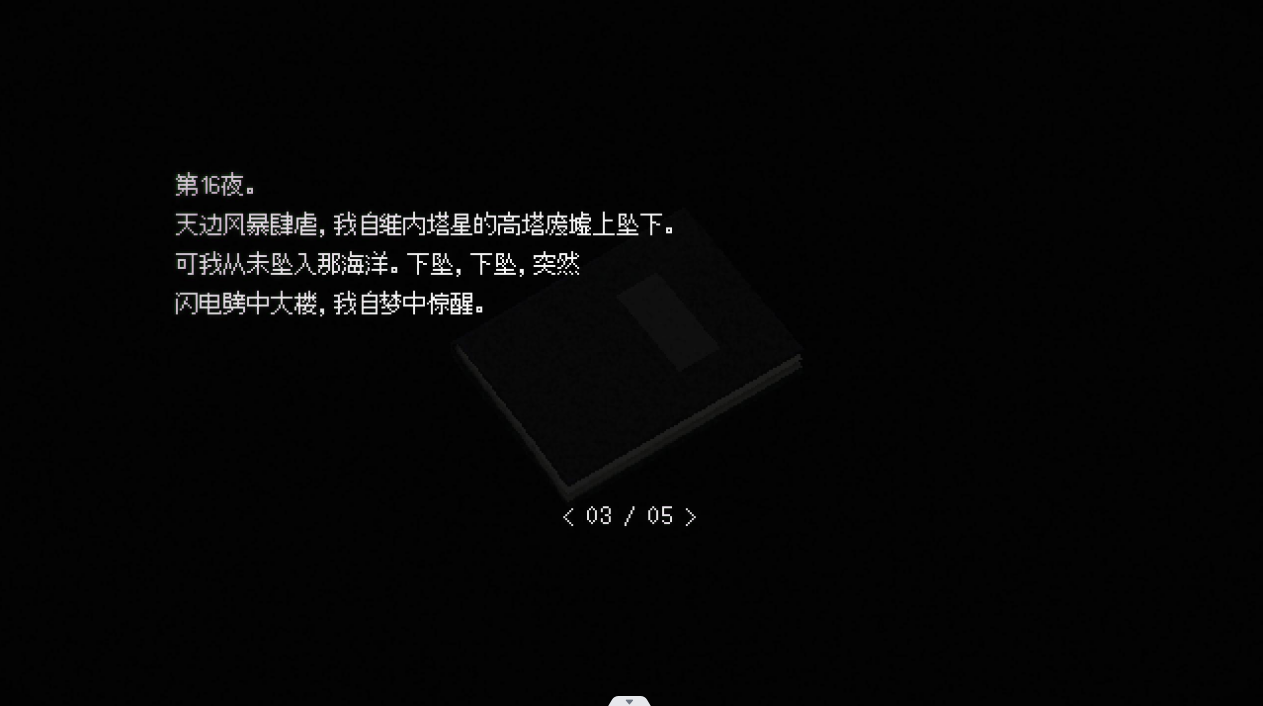 第16夜。
天边风暴肆虐,我自维内塔星的高塔废墟上坠下。
可我从未坠入那海洋。下坠,下坠,突然
闪电劈中大楼,我自梦中惊醒。
< 03 / 05 >